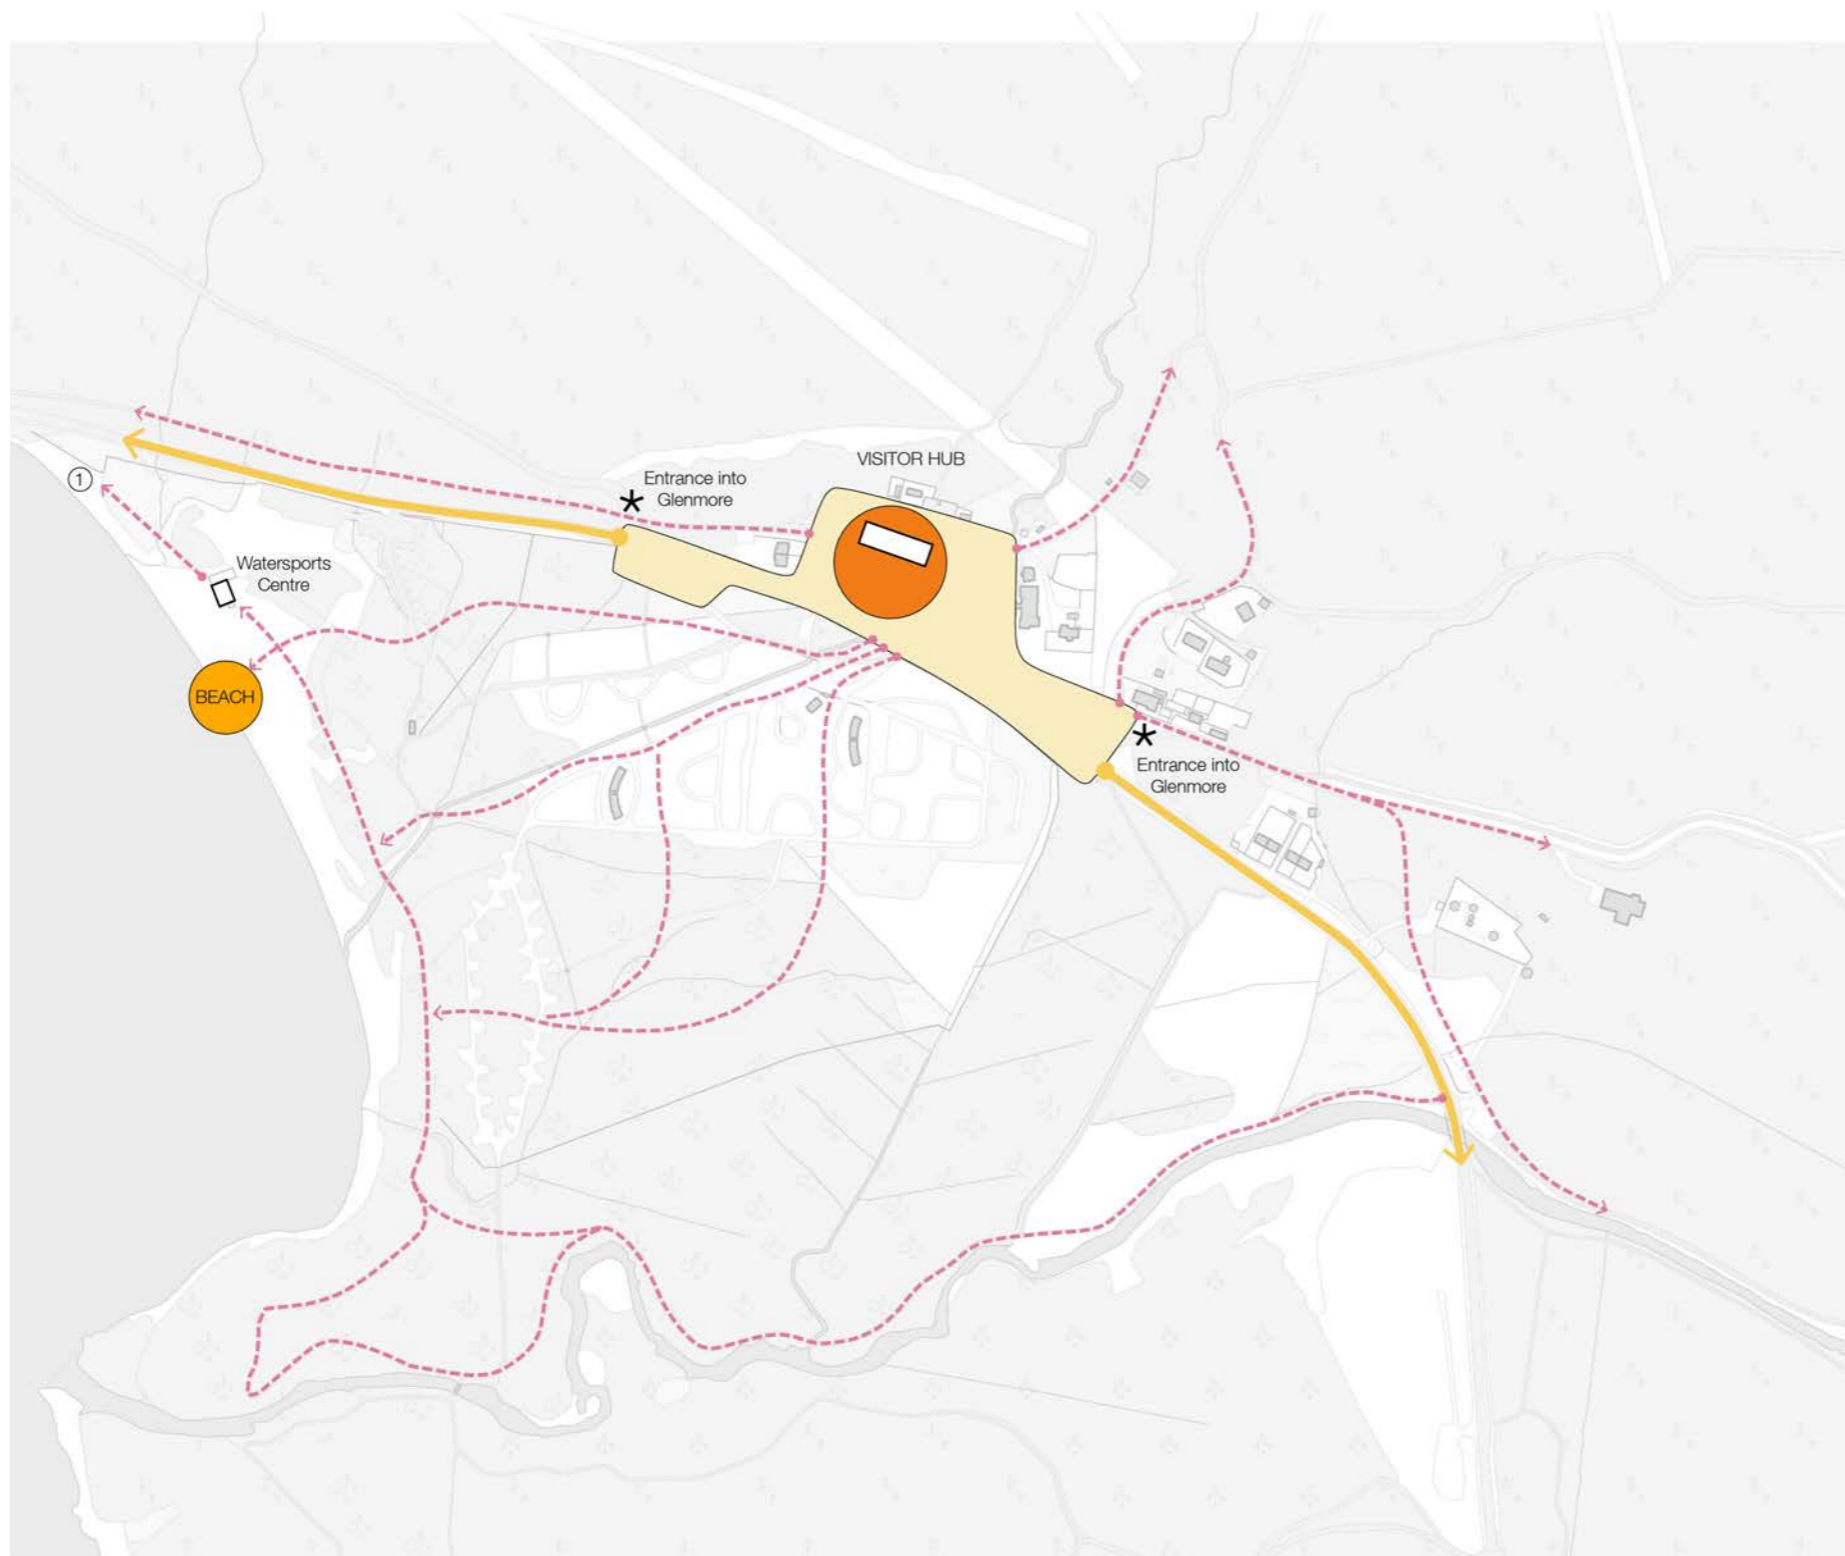 VISITOR HUB
Entrance into
Glenmore
1
Watersports
Centre
BEACH
Entrance into
Glenmore